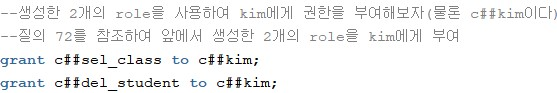 --생성한 2개의 role을 사용하여 kim에게 권한을 부여해보자(물론 c##kim이다)
--질의 72를 참조하여 앞에서 생성한 2개의 role을 kim에게 부여
grant c##sel_class to c##kim;
grant c##del_student to c##kim;